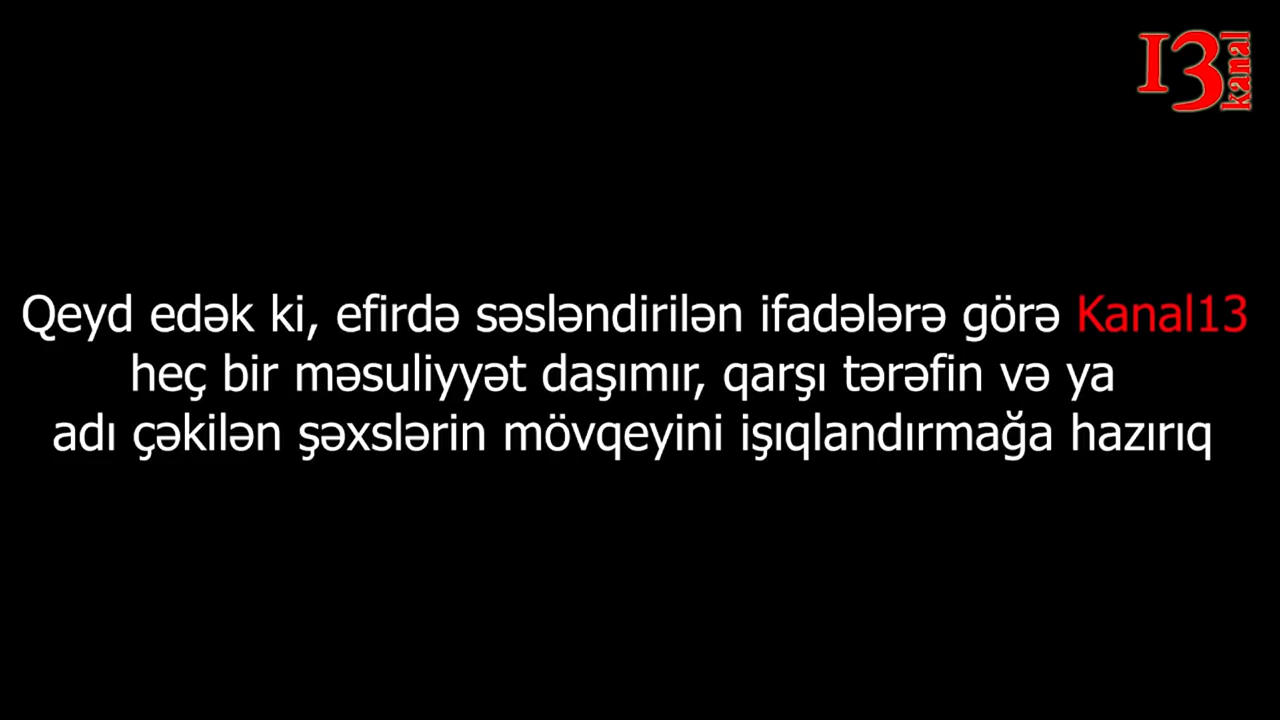 13 kanal
Qeyd edək ki, efirdə səsləndirilən ifadələrə görə Kanal13
heç bir məsuliyyət daşımır, qarşı tərəfin və ya
adı çəkilən şəxslərin mövqeyini işıqlandırmağa hazırıq